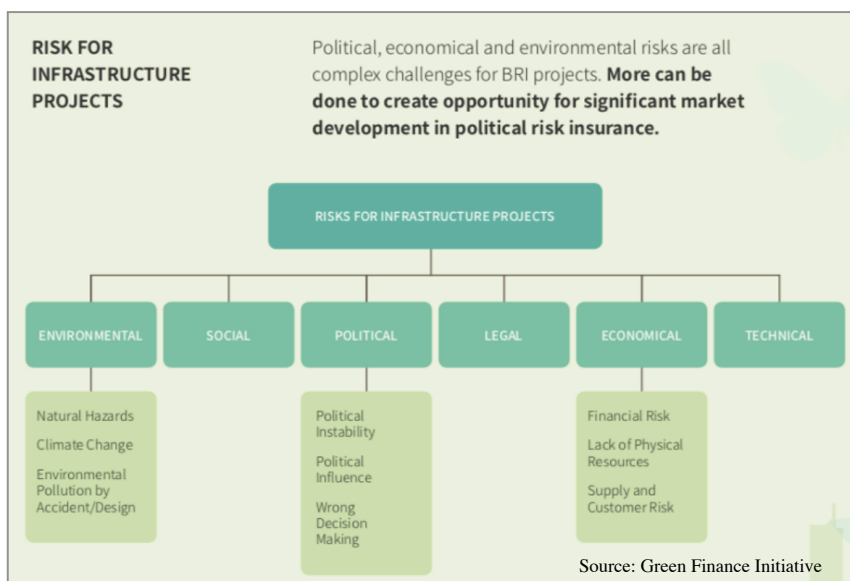 RISK FOR
INFRASTRUCTURE
PROJECTS
Political, economical and environmental risks are all
complex challenges for BRI projects. More can be
done to create opportunity for significant market
development in political risk insurance.
RISKS FOR INFRASTRUCTURE PROJECTS
ENVIRONMENTAL
SOCIAL
POLITICAL
LEGAL
ECONOMICAL
TECHNICAL
Natural Hazards
Climate Change
Environmental
Pollution by
Accident/Design
Political
Instability
Political
Influence
Wrong
Decision
Making
Financial Risk
Lack of Physical
Resources
Supply and
Customer Risk
Source: Green Finance Initiative